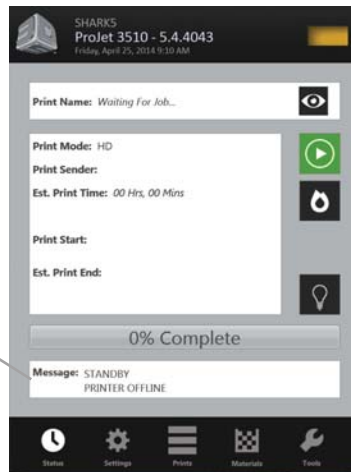 SHARK5
ProJet 3510 - 5.4.4043
Friday, April 25, 2014 9:10 AM
Print Name: Waiting For Job...
Print Mode: HD
Print Sender:
Est. Print Time: 00 Hrs, 00 Mins
Print Start:
Est. Print End:
0% Complete
Message: STANDBY
PRINTER OFFLINE
Status Settings Prints Materials Tools